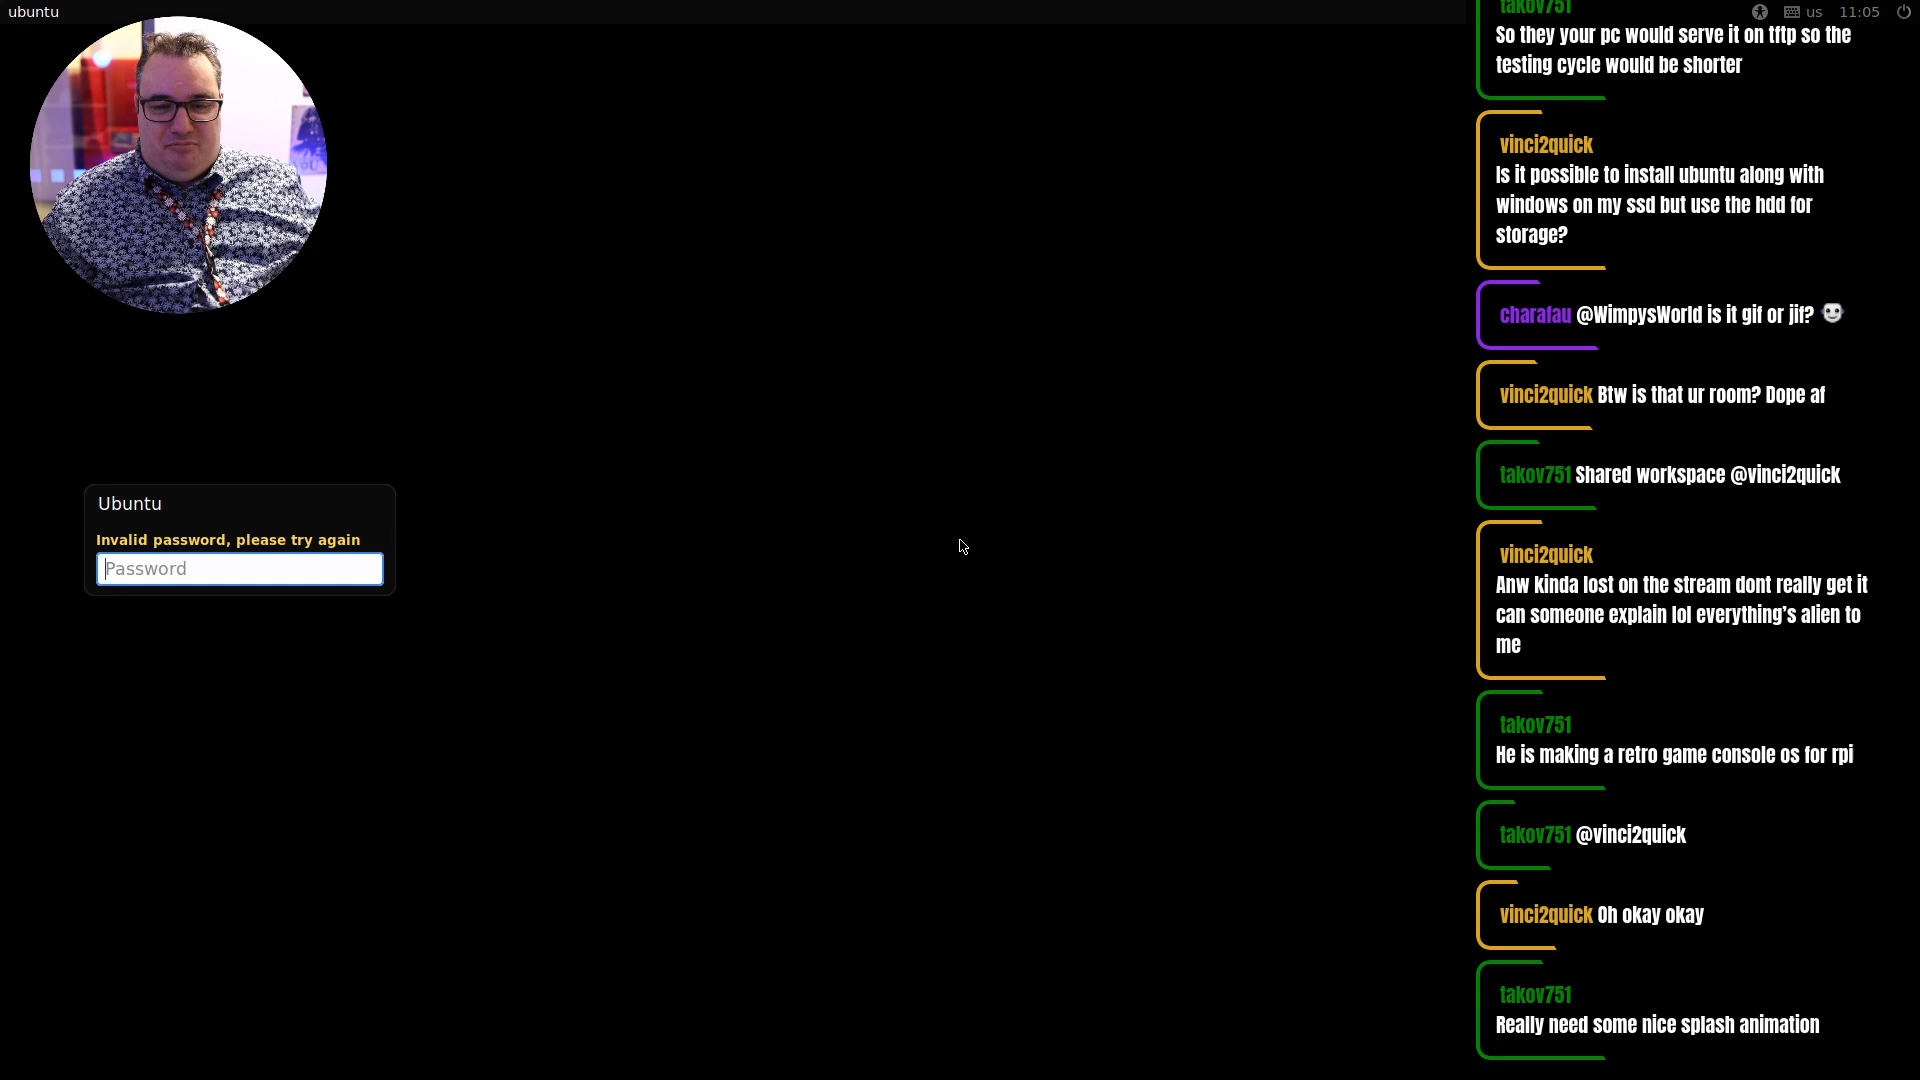 ubuntu
us 11:05
takov751
So they your pc would serve it on tftp so the
testing cycle would be shorter
vinci2quick
Is it possible to install ubuntu along with
windows on my ssd but use the hdd for
storage?
charafau @WimpysWorld is it gif or jif?
vinci2quick Btw is that ur room? Dope af
takov751 Shared workspace @vinci2quick
Ubuntu
Invalid password, please try again
Password
vinci2quick
Anw kinda lost on the stream dont really get it
can someone explain lol everything’s alien to
me
takov751
He is making a retro game console os for rpi
takov751 @vinci2quick
vinci2quick Oh okay okay
takov751
Really need some nice splash animation